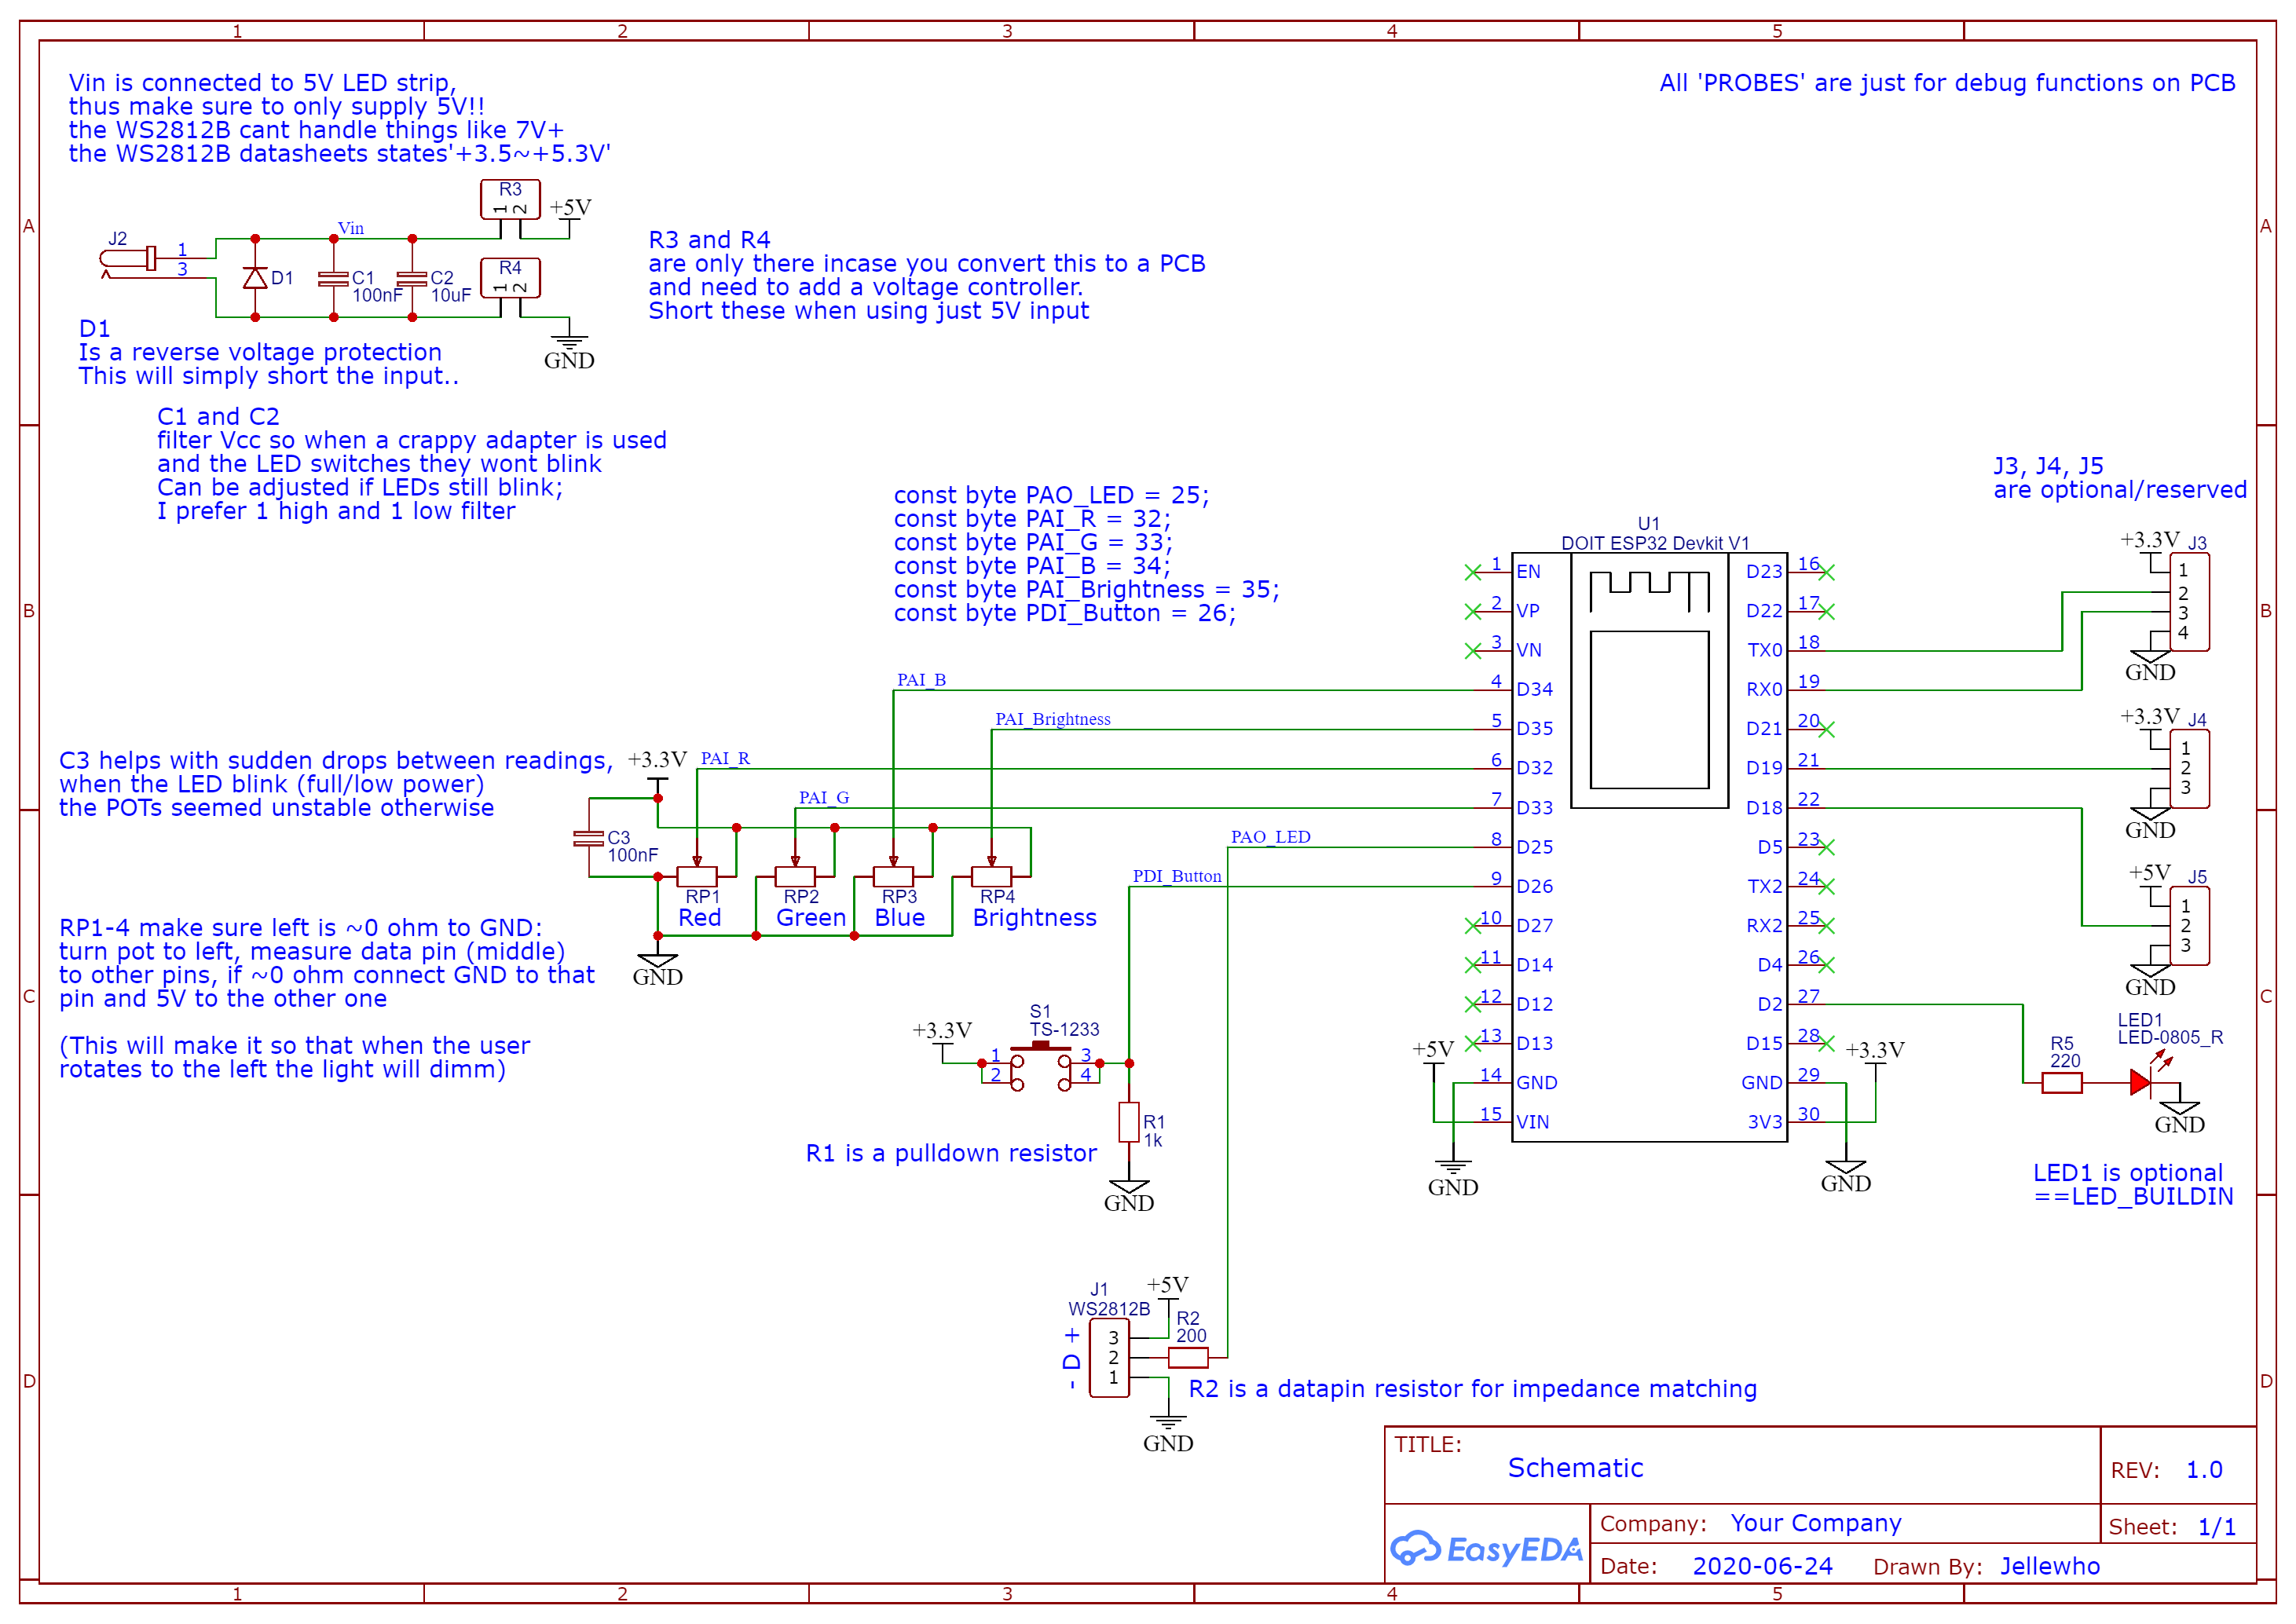 1 2 3 4 5
Vin is connected to 5V LED strip,
thus make sure to only supply 5V!!
the WS2812B cant handle things like 7V+
the WS2812B datasheets states'+3.5~+5.3V'
All 'PROBES' are just for debug functions on PCB
A
A
J2
1
3
Vin
D1
C1
100nF
C2
10uF
R3
1 2
+5V
R4
1 2
GND
R3 and R4
are only there incase you convert this to a PCB
and need to add a voltage controller.
Short these when using just 5V input
D1
Is a reverse voltage protection
This will simply short the input..
C1 and C2
filter Vcc so when a crappy adapter is used
and the LED switches they wont blink
Can be adjusted if LEDs still blink;
I prefer 1 high and 1 low filter
const byte PAO_LED = 25;
const byte PAI_R = 32;
const byte PAI_G = 33;
const byte PAI_B = 34;
const byte PAI_Brightness = 35;
const byte PDI_Button = 26;
B
B
U1
DOIT ESP32 Devkit V1
1 EN
2 VP
3 VN
4 D34
5 D35
6 D32
7 D33
8 D25
9 D26
10 D27
11 D14
12 D12
13 D13
14 GND
15 VIN
D23 16
D22 17
TX0 18
RX0 19
D21 20
D19 21
D18 22
D5 23
TX2 24
RX2 25
D4 26
D2 27
D15 28
GND 29
3V3 30
+5V
GND
+3.3V
GND
J3, J4, J5
are optional/reserved
+3.3V
J3
1
2
3
4
GND
+3.3V
J4
1
2
3
GND
+5V
J5
1
2
3
GND
PAI_B
PAI_Brightness
PAI_R
PAI_G
PAO_LED
PDI_Button
C3 helps with sudden drops between readings,
when the LED blink (full/low power)
the POTs seemed unstable otherwise
+3.3V
C3
100nF
RP1
Red
RP2
Green
RP3
Blue
RP4
Brightness
GND
C
C
RP1-4 make sure left is ~0 ohm to GND:
turn pot to left, measure data pin (middle)
to other pins, if ~0 ohm connect GND to that
pin and 5V to the other one
(This will make it so that when the user
rotates to the left the light will dimm)
+3.3V
S1
TS-1233
1
2
3
4
R1
1k
GND
R1 is a pulldown resistor
R5
220
LED1
LED-0805_R
GND
LED1 is optional
==LED_BUILDIN
D
D
J1
WS2812B
+5V
- D +
3
2
1
R2
200
GND
R2 is a datapin resistor for impedance matching
TITLE:
Schematic
REV: 1.0
EasyEDA
Company: Your Company
Sheet: 1/1
Date: 2020-06-24
Drawn By: Jellewho
1 2 3 4 5